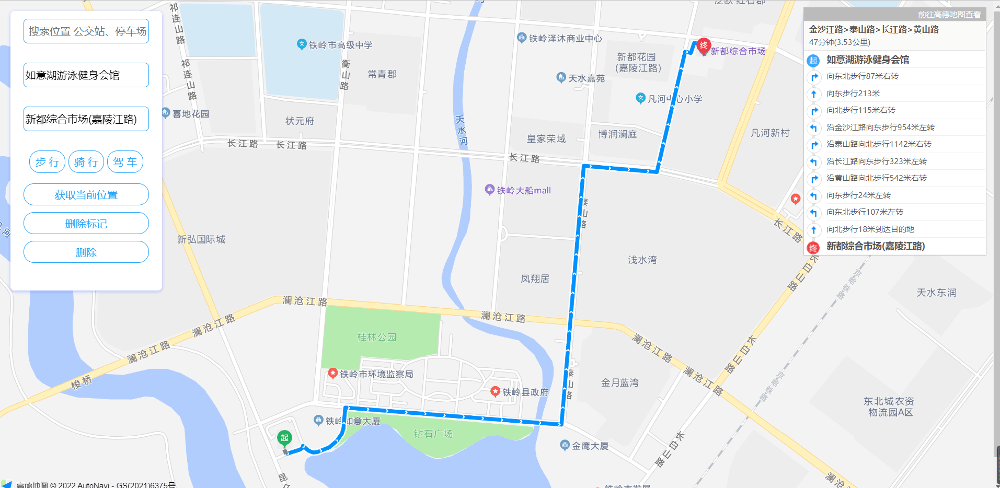 搜索位置 公交站、停车场
如意湖游泳健身会馆
新都综合市场(嘉陵江路)
步 行
骑 行
驾 车
获取当前位置
删除标记
删除
祁连山路
祁连山路
铁岭市高级中学
衡山路
常青郡
喜地花园
状元府
长江路
长江路
天水河
铁岭泽沐商业中心
天水嘉苑
新都花园
(嘉陵江路)
新都综合市场
终
凡河中心小学
博润澜庭
皇家荣域
长江路
凡河新村
铁岭大船mall
泰山路
长江路
新弘国际城
浅水湾
凤翔居
长白山路
京哈铁路
天水东润
澜沧江路
澜沧江路
澜沧江路
澜沧江路
桂林公园
澜沧江路
长白山路
梭桥
铁岭市环境监察局
铁岭县政府
泰山路
金月蓝湾
澜沧江路
京哈铁路
东北城农资
物流园A区
铁岭如意大厦
起
钻石广场
金鹰大厦
长白山路
澜沧江路
铁岭市发展
高德地图 © 2022 AutoNavi - GS(2021)6375号
前往高德地图查看
金沙江路>泰山路>长江路>黄山路
47分钟(3.53公里)
起 如意湖游泳健身会馆
向东北步行87米右转
向东步行213米
向北步行115米右转
沿金沙江路向东步行954米左转
沿泰山路向北步行1142米右转
沿长江路向东步行323米左转
沿黄山路向北步行542米右转
向东步行24米左转
向东北步行107米左转
向北步行18米到达目的地
终 新都综合市场(嘉陵江路)